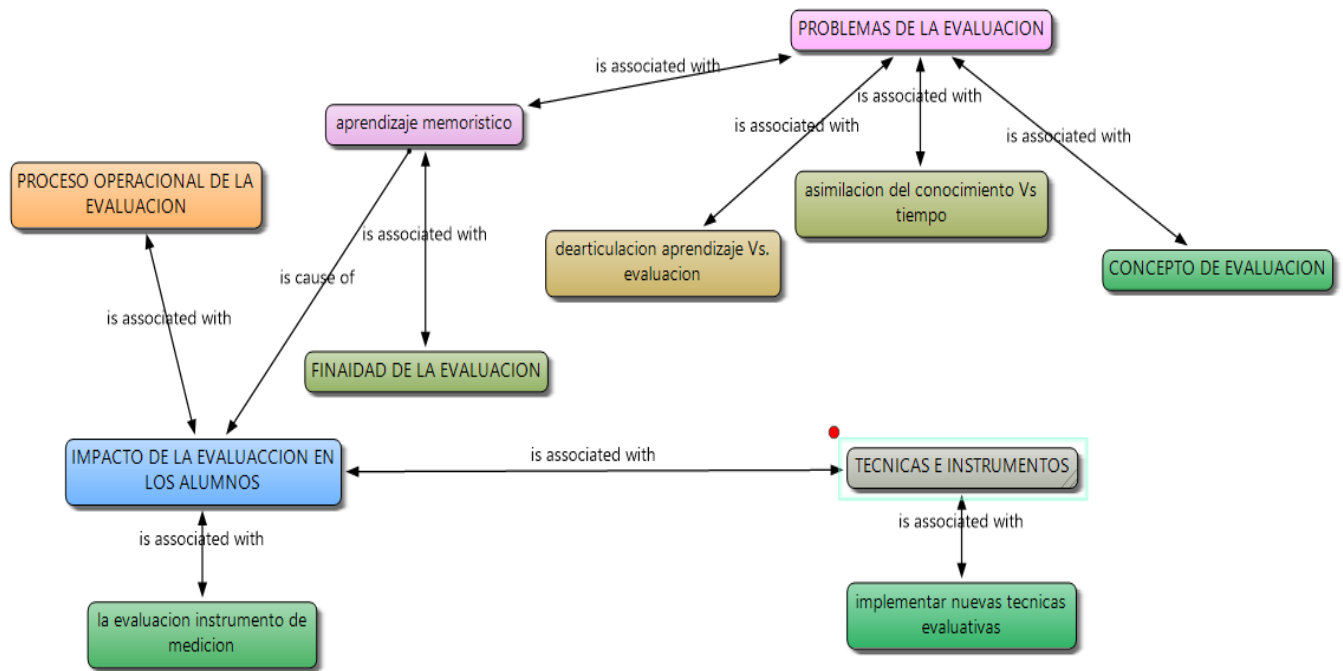 PROBLEMAS DE LA EVALUACION
is associated with
aprendizaje memoristico
is associated with
is associated with
is associated with
PROCESO OPERACIONAL DE LA
EVALUACION
asimilacion del conocimiento Vs
tiempo
is associated with
dearticulacion aprendizaje Vs.
evaluacion
CONCEPTO DE EVALUACION
is cause of
is associated with
FINAIDAD DE LA EVALUACION
IMPACTO DE LA EVALUACCION EN
LOS ALUMNOS
is associated with
TECNICAS E INSTRUMENTOS
is associated with
is associated with
la evaluacion instrumento de
medicion
implementar nuevas tecnicas
evaluativas